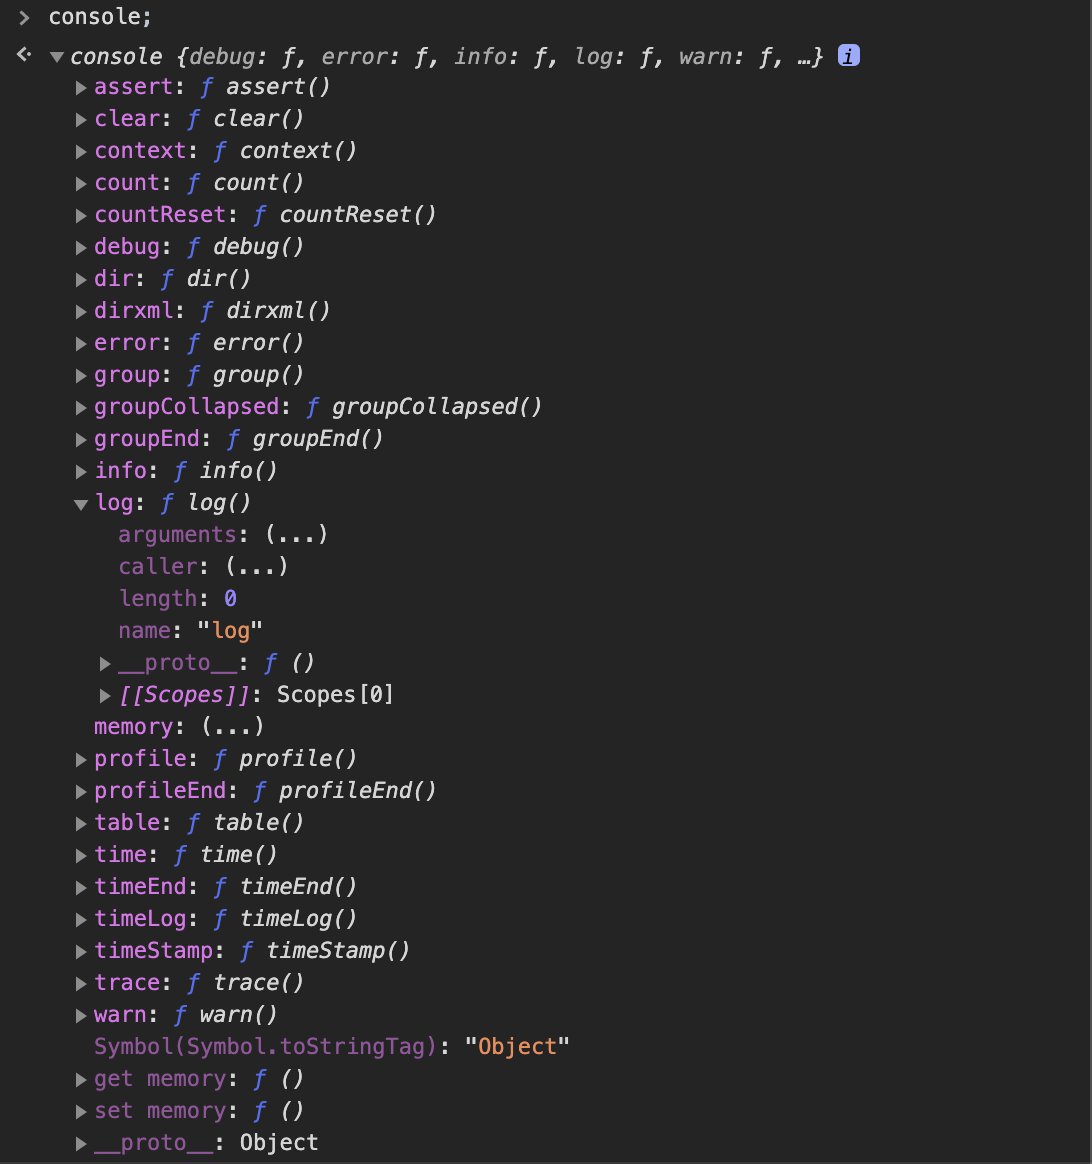 > console;
console {debug: ƒ, error: ƒ, info: ƒ, log: ƒ, warn: ƒ, …} i
assert: ƒ assert()
clear: ƒ clear()
context: ƒ context()
count: ƒ count()
countReset: ƒ countReset()
debug: ƒ debug()
dir: ƒ dir()
dirxml: ƒ dirxml()
error: ƒ error()
group: ƒ group()
groupCollapsed: ƒ groupCollapsed()
groupEnd: ƒ groupEnd()
info: ƒ info()
log: ƒ log()
arguments: (...)
caller: (...)
length: 0
name: "log"
__proto__: ƒ ()
[[Scopes]]: Scopes[0]
memory: (...)
profile: ƒ profile()
profileEnd: ƒ profileEnd()
table: ƒ table()
time: ƒ time()
timeEnd: ƒ timeEnd()
timeLog: ƒ timeLog()
timeStamp: ƒ timeStamp()
trace: ƒ trace()
warn: ƒ warn()
Symbol(Symbol.toStringTag): "Object"
get memory: ƒ ()
set memory: ƒ ()
__proto__: Object